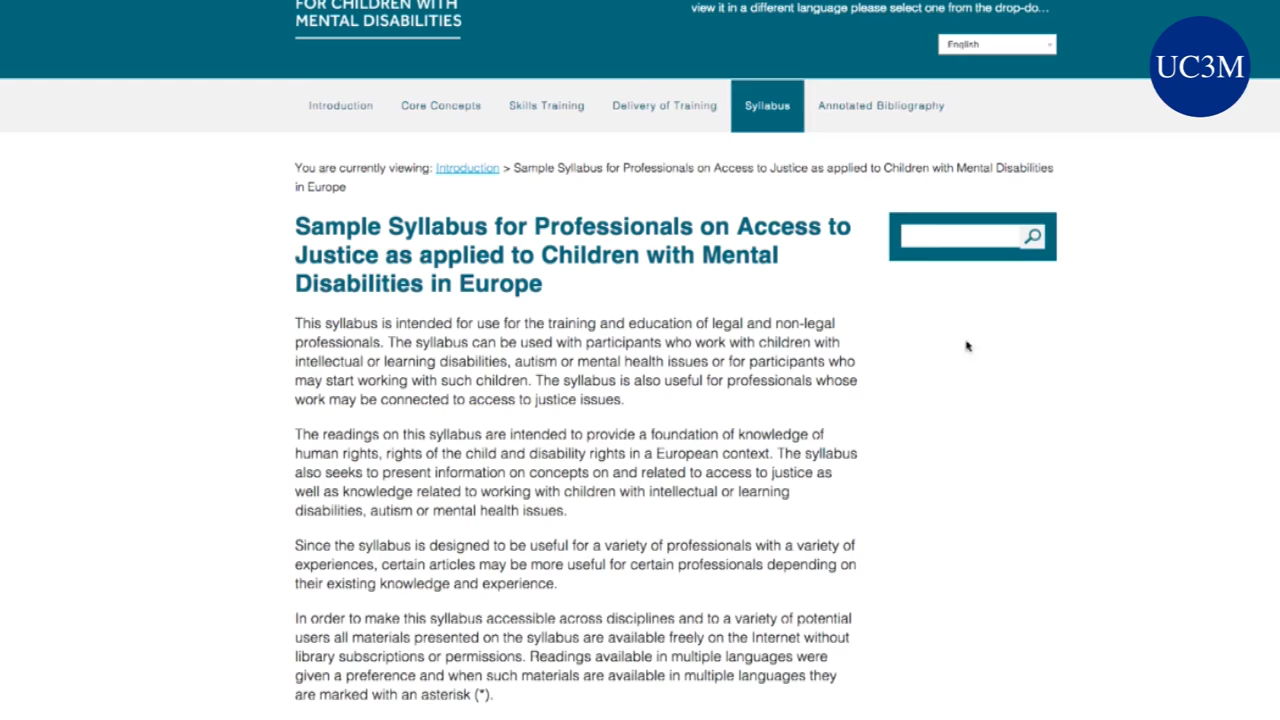 FOR CHILDREN WITH
MENTAL DISABILITIES
view it in a different language please select one from the drop-do...
English
UC3M
Introduction Core Concepts Skills Training Delivery of Training Syllabus Annotated Bibliography
You are currently viewing: Introduction > Sample Syllabus for Professionals on Access to Justice as applied to Children with Mental Disabilities
in Europe
Sample Syllabus for Professionals on Access to
Justice as applied to Children with Mental
Disabilities in Europe
This syllabus is intended for use for the training and education of legal and non-legal
professionals. The syllabus can be used with participants who work with children with
intellectual or learning disabilities, autism or mental health issues or for participants who
may start working with such children. The syllabus is also useful for professionals whose
work may be connected to access to justice issues.
The readings on this syllabus are intended to provide a foundation of knowledge of
human rights, rights of the child and disability rights in a European context. The syllabus
also seeks to present information on concepts on and related to access to justice as
well as knowledge related to working with children with intellectual or learning
disabilities, autism or mental health issues.
Since the syllabus is designed to be useful for a variety of professionals with a variety of
experiences, certain articles may be more useful for certain professionals depending on
their existing knowledge and experience.
In order to make this syllabus accessible across disciplines and to a variety of potential
users all materials presented on the syllabus are available freely on the Internet without
library subscriptions or permissions. Readings available in multiple languages were
given a preference and when such materials are available in multiple languages they
are marked with an asterisk (*).